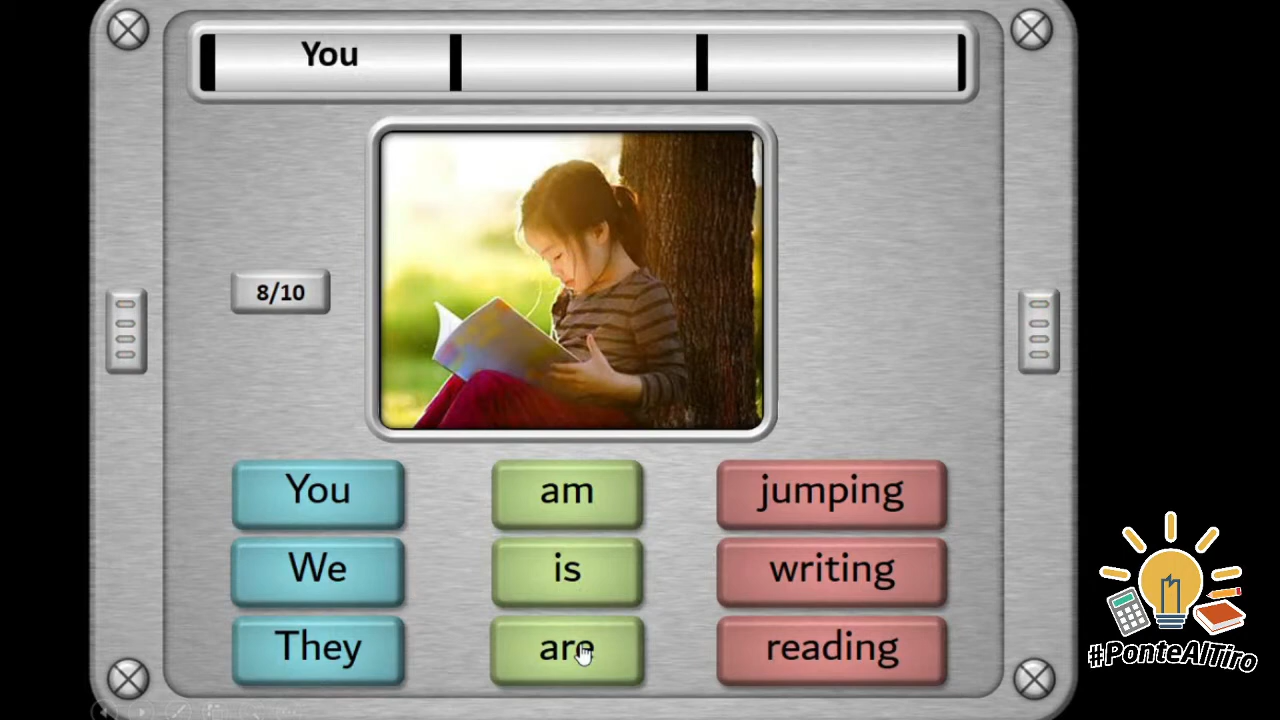 You
8/10
You am jumping
We is writing
They are reading
#PonteAlTiro